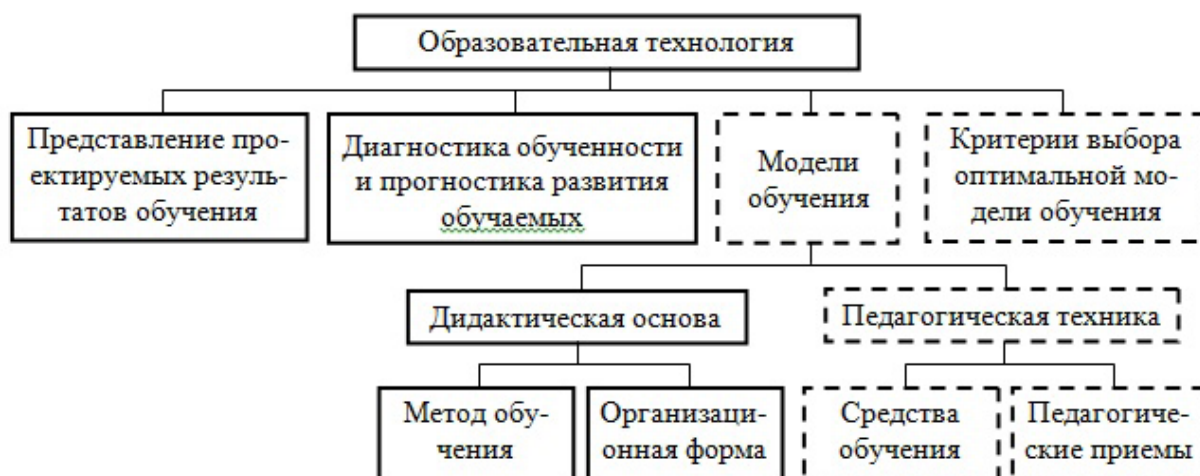 Образовательная технология
Представление про-
ектируемых резуль-
татов обучения
Диагностика обученности
и прогностика развития
обучаемых
Модели
обучения
Критерии выбора
оптимальной мо-
дели обучения
Дидактическая основа
Педагогическая техника
Метод обу-
чения
Организаци-
онная форма
Средства
обучения
Педагогиче-
ские приемы